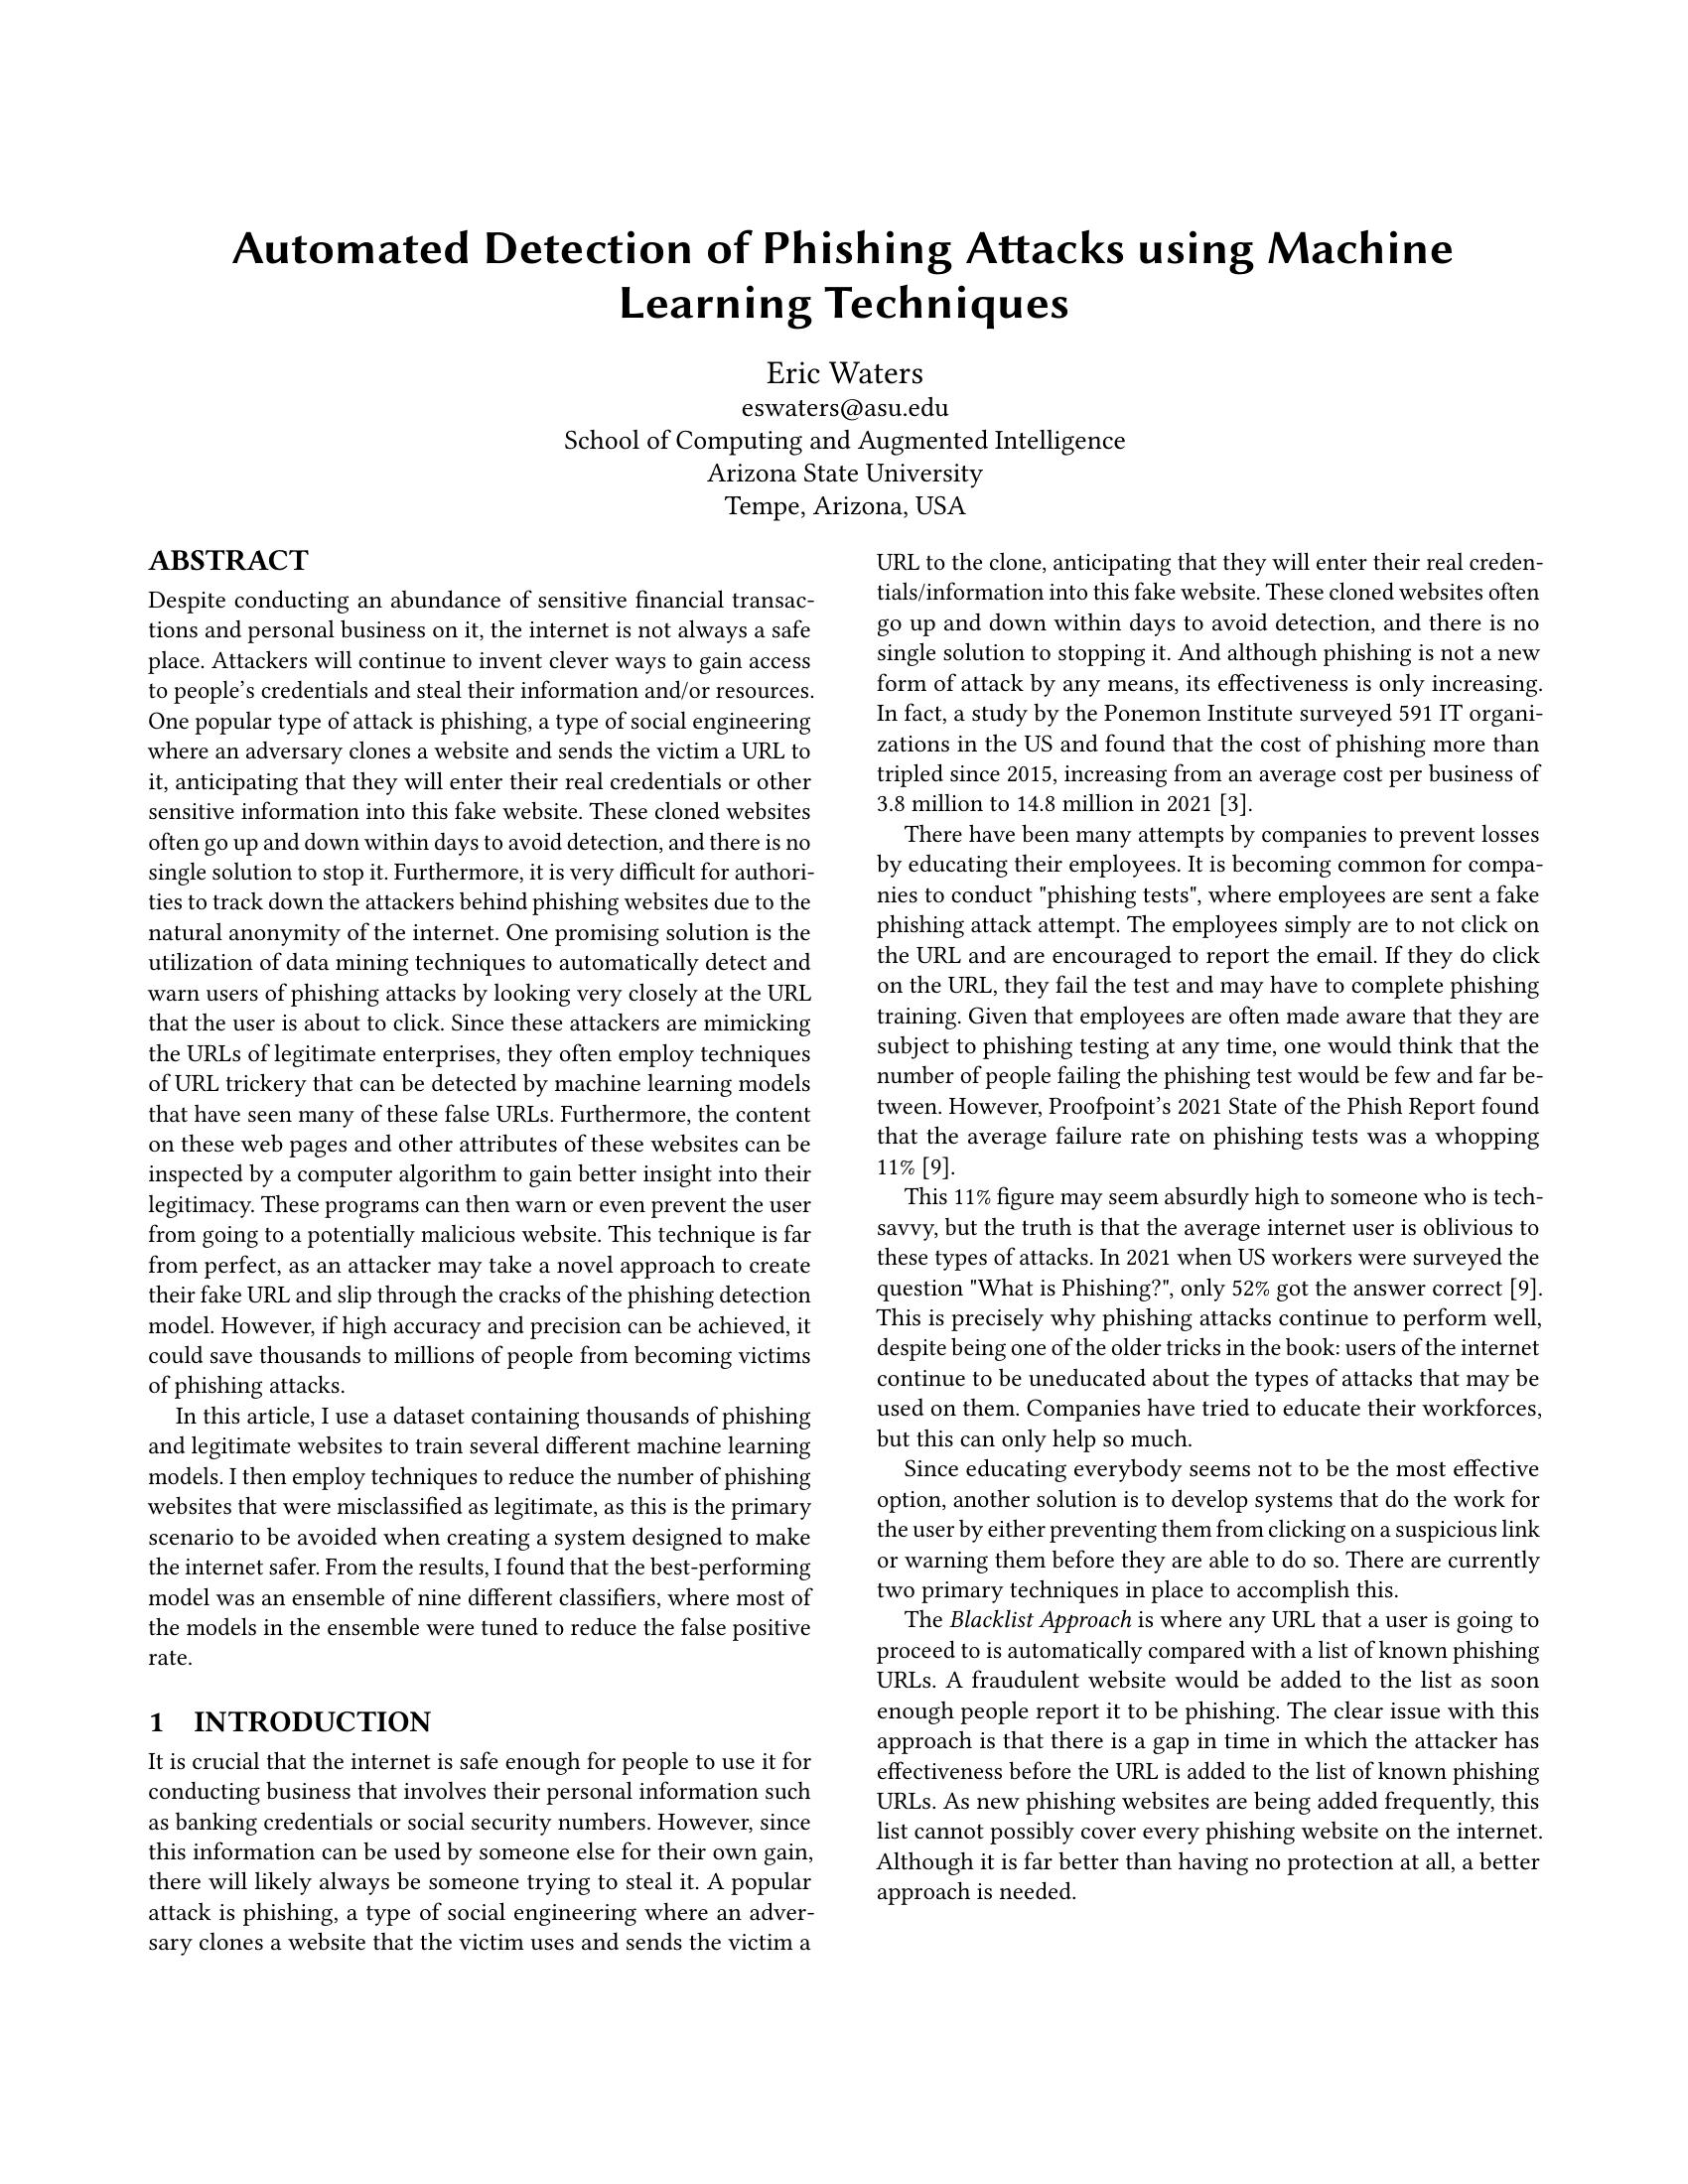 Automated Detection of Phishing Attacks using Machine
Learning Techniques
Eric Waters
eswaters@asu.edu
School of Computing and Augmented Intelligence
Arizona State University
Tempe, Arizona, USA
ABSTRACT
Despite conducting an abundance of sensitive financial transac-
tions and personal business on it, the internet is not always a safe
place. Attackers will continue to invent clever ways to gain access
to people's credentials and steal their information and/or resources.
One popular type of attack is phishing, a type of social engineering
where an adversary clones a website and sends the victim a URL to
it, anticipating that they will enter their real credentials or other
sensitive information into this fake website. These cloned websites
often go up and down within days to avoid detection, and there is no
single solution to stop it. Furthermore, it is very difficult for authori-
ties to track down the attackers behind phishing websites due to the
natural anonymity of the internet. One promising solution is the
utilization of data mining techniques to automatically detect and
warn users of phishing attacks by looking very closely at the URL
that the user is about to click. Since these attackers are mimicking
the URLs of legitimate enterprises, they often employ techniques
of URL trickery that can be detected by machine learning models
that have seen many of these false URLs. Furthermore, the content
on these web pages and other attributes of these websites can be
inspected by a computer algorithm to gain better insight into their
legitimacy. These programs can then warn or even prevent the user
from going to a potentially malicious website. This technique is far
from perfect, as an attacker may take a novel approach to create
their fake URL and slip through the cracks of the phishing detection
model. However, if high accuracy and precision can be achieved, it
could save thousands to millions of people from becoming victims
of phishing attacks.
In this article, I use a dataset containing thousands of phishing
and legitimate websites to train several different machine learning
models. I then employ techniques to reduce the number of phishing
websites that were misclassified as legitimate, as this is the primary
scenario to be avoided when creating a system designed to make
the internet safer. From the results, I found that the best-performing
model was an ensemble of nine different classifiers, where most of
the models in the ensemble were tuned to reduce the false positive
rate.
1 INTRODUCTION
It is crucial that the internet is safe enough for people to use it for
conducting business that involves their personal information such
as banking credentials or social security numbers. However, since
this information can be used by someone else for their own gain,
there will likely always be someone trying to steal it. A popular
attack is phishing, a type of social engineering where an adver-
sary clones a website that the victim uses and sends the victim a
URL to the clone, anticipating that they will enter their real creden-
tials/information into this fake website. These cloned websites often
go up and down within days to avoid detection, and there is no
single solution to stopping it. And although phishing is not a new
form of attack by any means, its effectiveness is only increasing.
In fact, a study by the Ponemon Institute surveyed 591 IT organi-
zations in the US and found that the cost of phishing more than
tripled since 2015, increasing from an average cost per business of
3.8 million to 14.8 million in 2021 [3].
There have been many attempts by companies to prevent losses
by educating their employees. It is becoming common for compa-
nies to conduct "phishing tests", where employees are sent a fake
phishing attack attempt. The employees simply are to not click on
the URL and are encouraged to report the email. If they do click
on the URL, they fail the test and may have to complete phishing
training. Given that employees are often made aware that they are
subject to phishing testing at any time, one would think that the
number of people failing the phishing test would be few and far be-
tween. However, Proofpoint's 2021 State of the Phish Report found
that the average failure rate on phishing tests was a whopping
11% [9].
This 11% figure may seem absurdly high to someone who is tech-
savvy, but the truth is that the average internet user is oblivious to
these types of attacks. In 2021 when US workers were surveyed the
question "What is Phishing?", only 52% got the answer correct [9].
This is precisely why phishing attacks continue to perform well,
despite being one of the older tricks in the book: users of the internet
continue to be uneducated about the types of attacks that may be
used on them. Companies have tried to educate their workforces,
but this can only help so much.
Since educating everybody seems not to be the most effective
option, another solution is to develop systems that do the work for
the user by either preventing them from clicking on a suspicious link
or warning them before they are able to do so. There are currently
two primary techniques in place to accomplish this.
The Blacklist Approach is where any URL that a user is going to
proceed to is automatically compared with a list of known phishing
URLs. A fraudulent website would be added to the list as soon
enough people report it to be phishing. The clear issue with this
approach is that there is a gap in time in which the attacker has
effectiveness before the URL is added to the list of known phishing
URLs. As new phishing websites are being added frequently, this
list cannot possibly cover every phishing website on the internet.
Although it is far better than having no protection at all, a better
approach is needed.